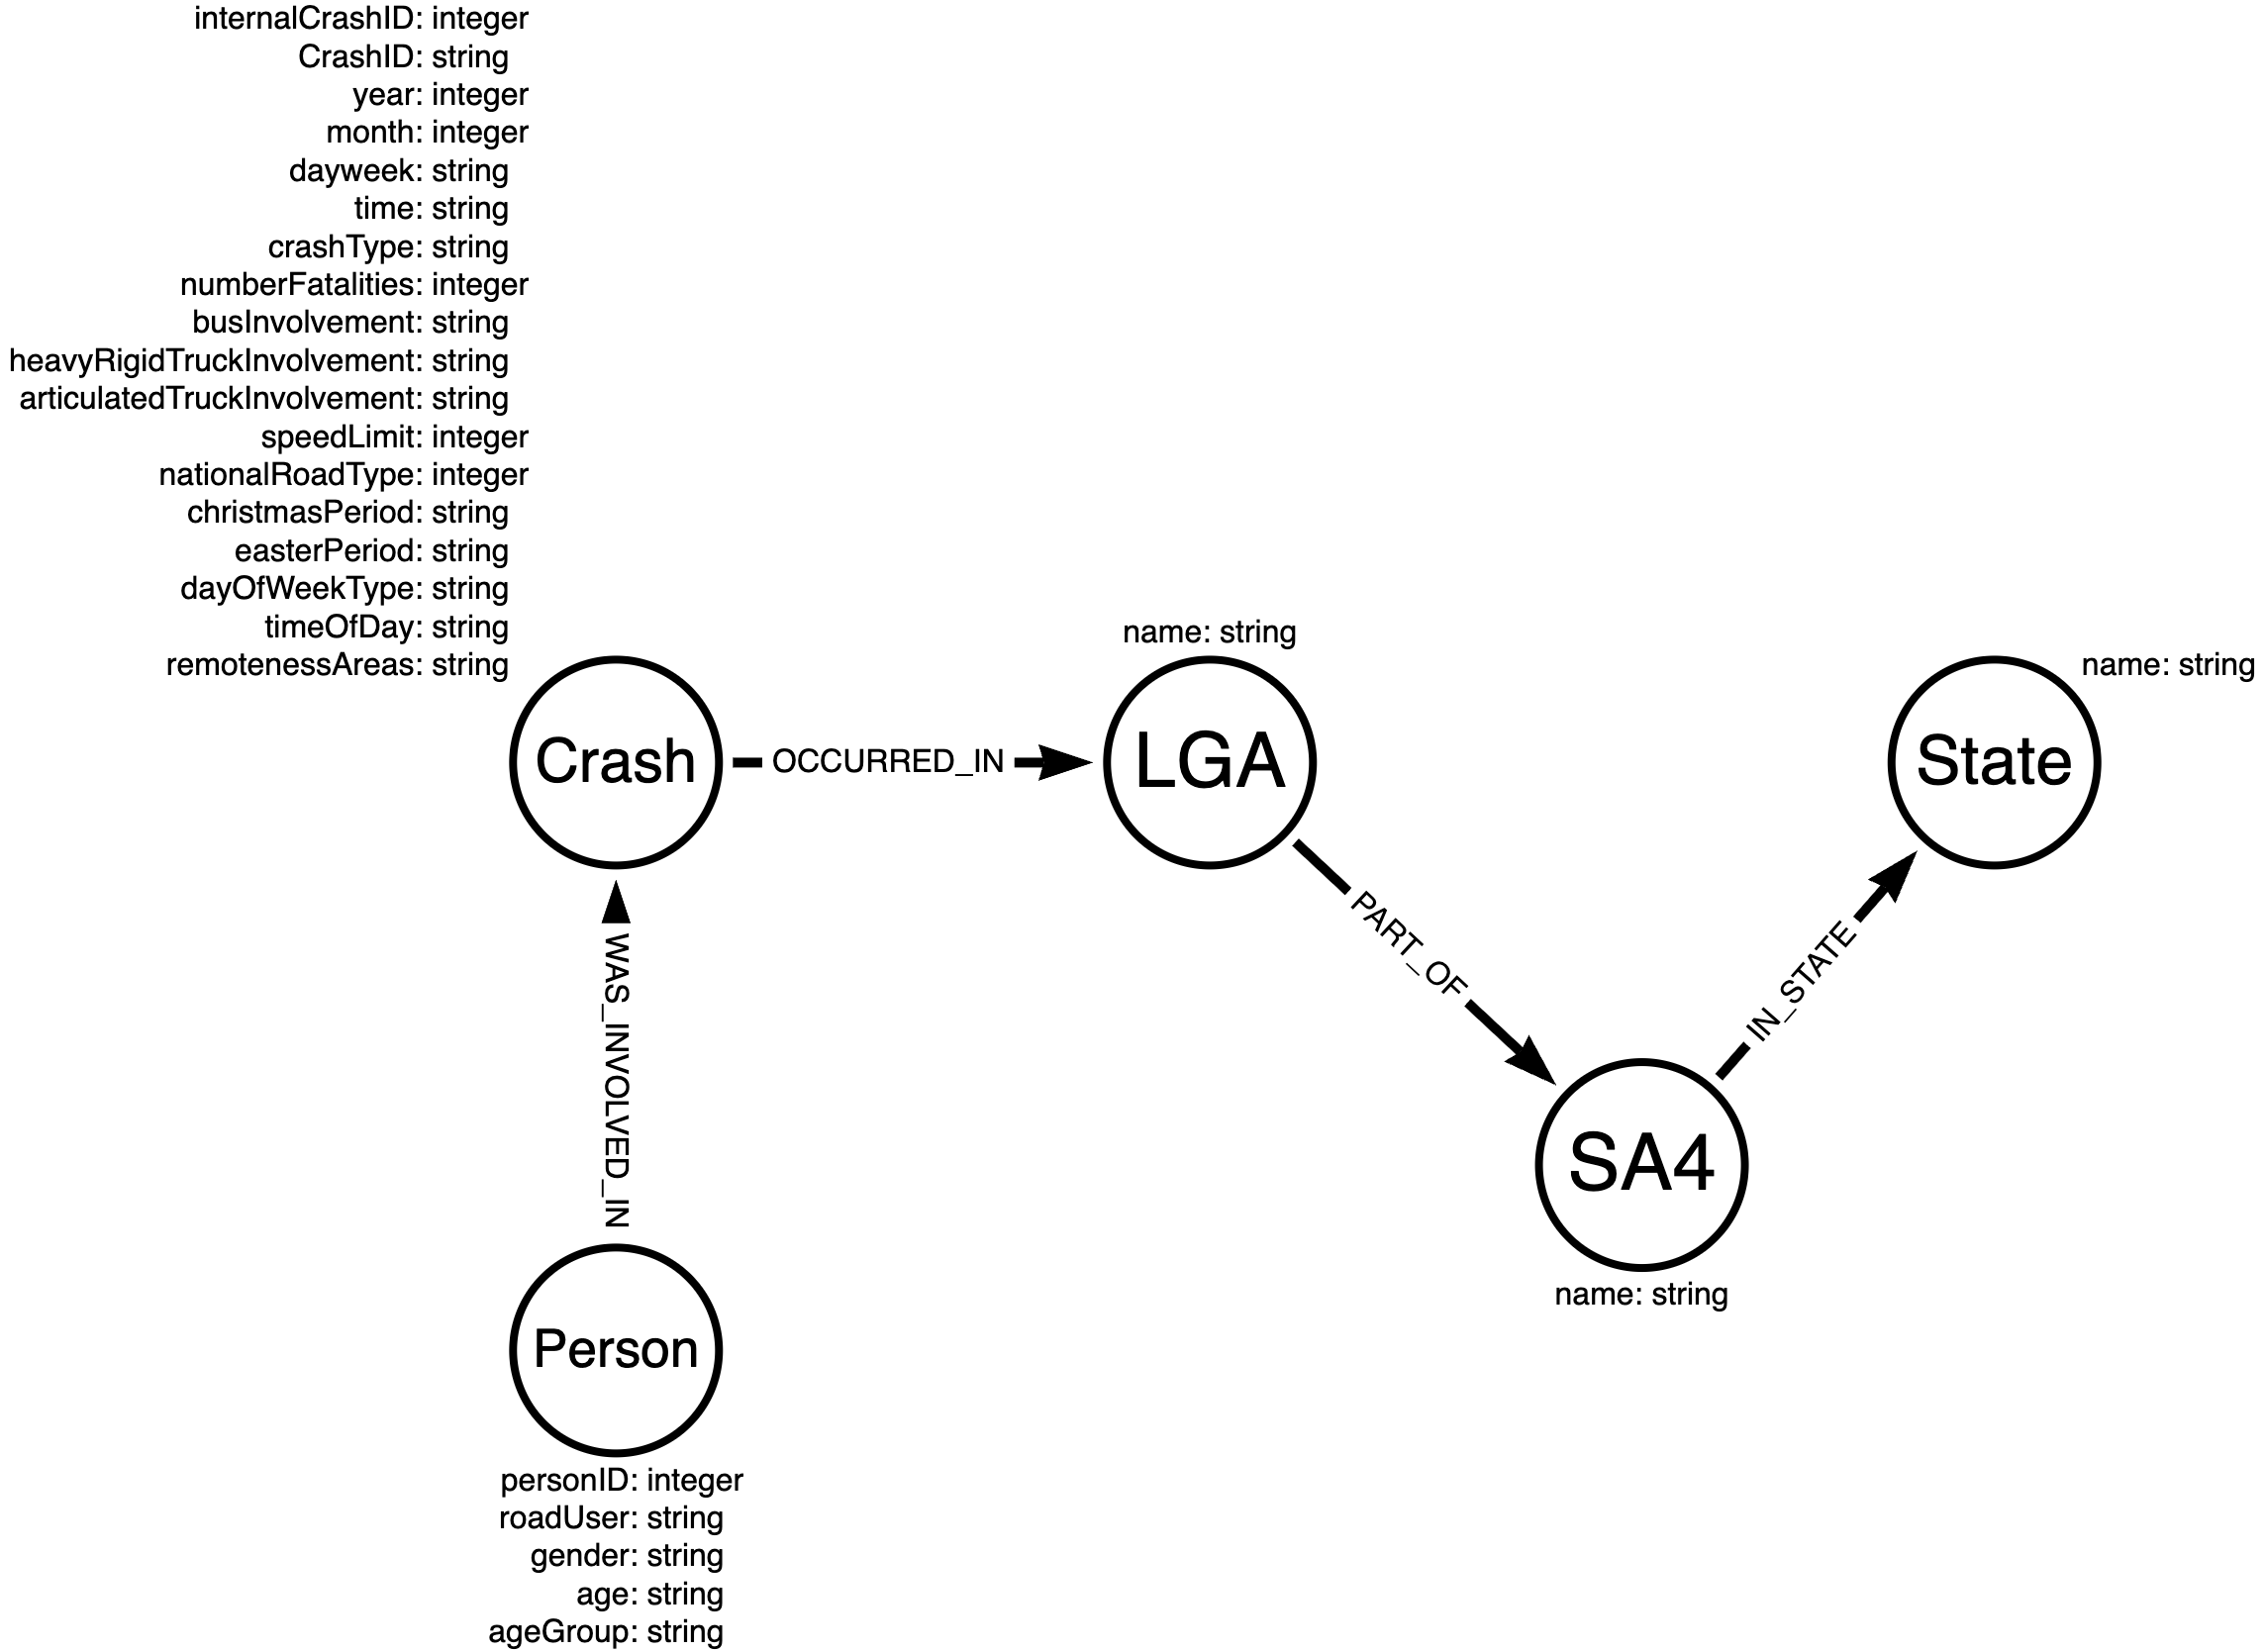 internalCrashID: integer
CrashID: string
year: integer
month: integer
dayweek: string
time: string
crashType: string
numberFatalities: integer
busInvolvement: string
heavyRigidTruckInvolvement: string
articulatedTruckInvolvement: string
speedLimit: integer
nationalRoadType: integer
christmasPeriod: string
easterPeriod: string
dayOfWeekType: string
timeOfDay: string
remotenessAreas: string
Crash
OCCURRED_IN
name: string
LGA
name: string
State
PART_OF
IN_STATE
SA4
name: string
WAS_INVOLVED_IN
Person
personID: integer
roadUser: string
gender: string
age: string
ageGroup: string